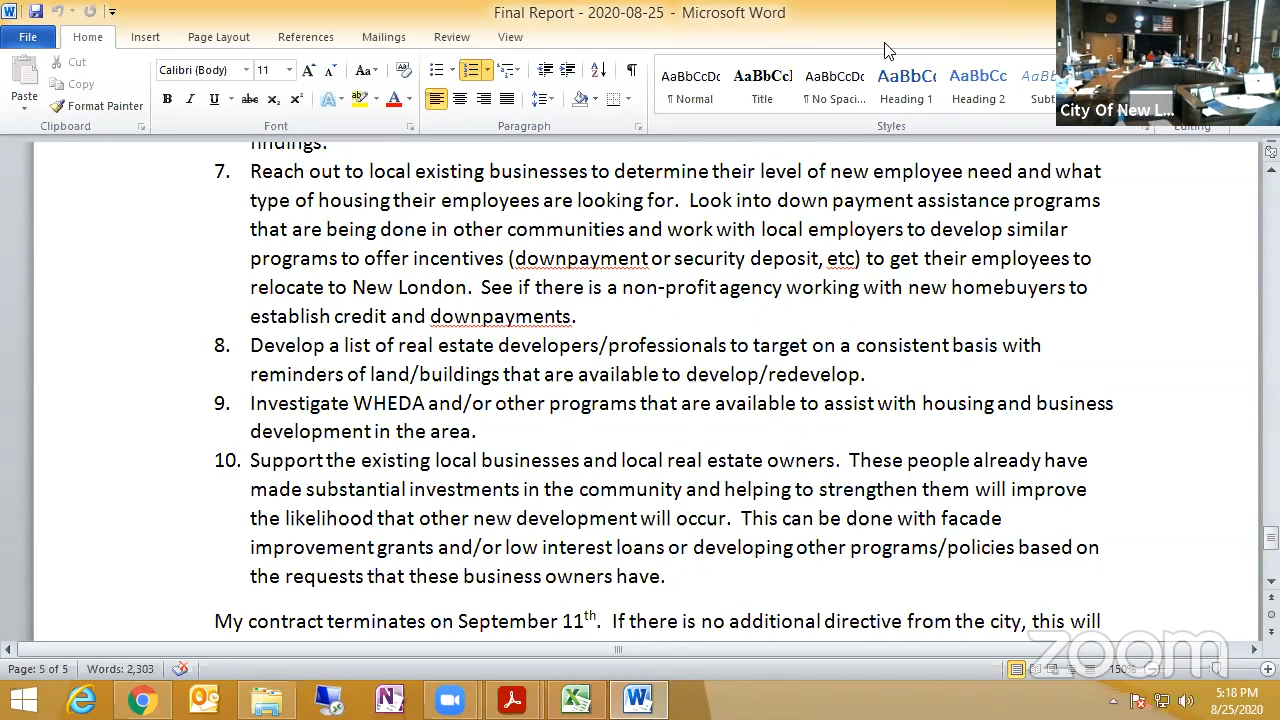 Final Report - 2020-08-25 - Microsoft Word
File Home Insert Page Layout References Mailings Review View
Paste
Cut
Copy
Format Painter
Clipboard
Calibri (Body) 11
Font
Paragraph
AaBbCcDc AaBbCcI AaBbCcDc AaBbC( AaBbCc AaBb
¶ Normal Title ¶ No Spaci... Heading 1 Heading 2 Subt
Styles
Editing
City Of New L...
findings.
7. Reach out to local existing businesses to determine their level of new employee need and what
type of housing their employees are looking for. Look into down payment assistance programs
that are being done in other communities and work with local employers to develop similar
programs to offer incentives (downpayment or security deposit, etc) to get their employees to
relocate to New London. See if there is a non-profit agency working with new homebuyers to
establish credit and downpayments.
8. Develop a list of real estate developers/professionals to target on a consistent basis with
reminders of land/buildings that are available to develop/redevelop.
9. Investigate WHEDA and/or other programs that are available to assist with housing and business
development in the area.
10. Support the existing local businesses and local real estate owners. These people already have
made substantial investments in the community and helping to strengthen them will improve
the likelihood that other new development will occur. This can be done with facade
improvement grants and/or low interest loans or developing other programs/policies based on
the requests that these business owners have.
My contract terminates on September 11th. If there is no additional directive from the city, this will
zoom
Page: 5 of 5 Words: 2,303 150%
5:18 PM
8/25/2020